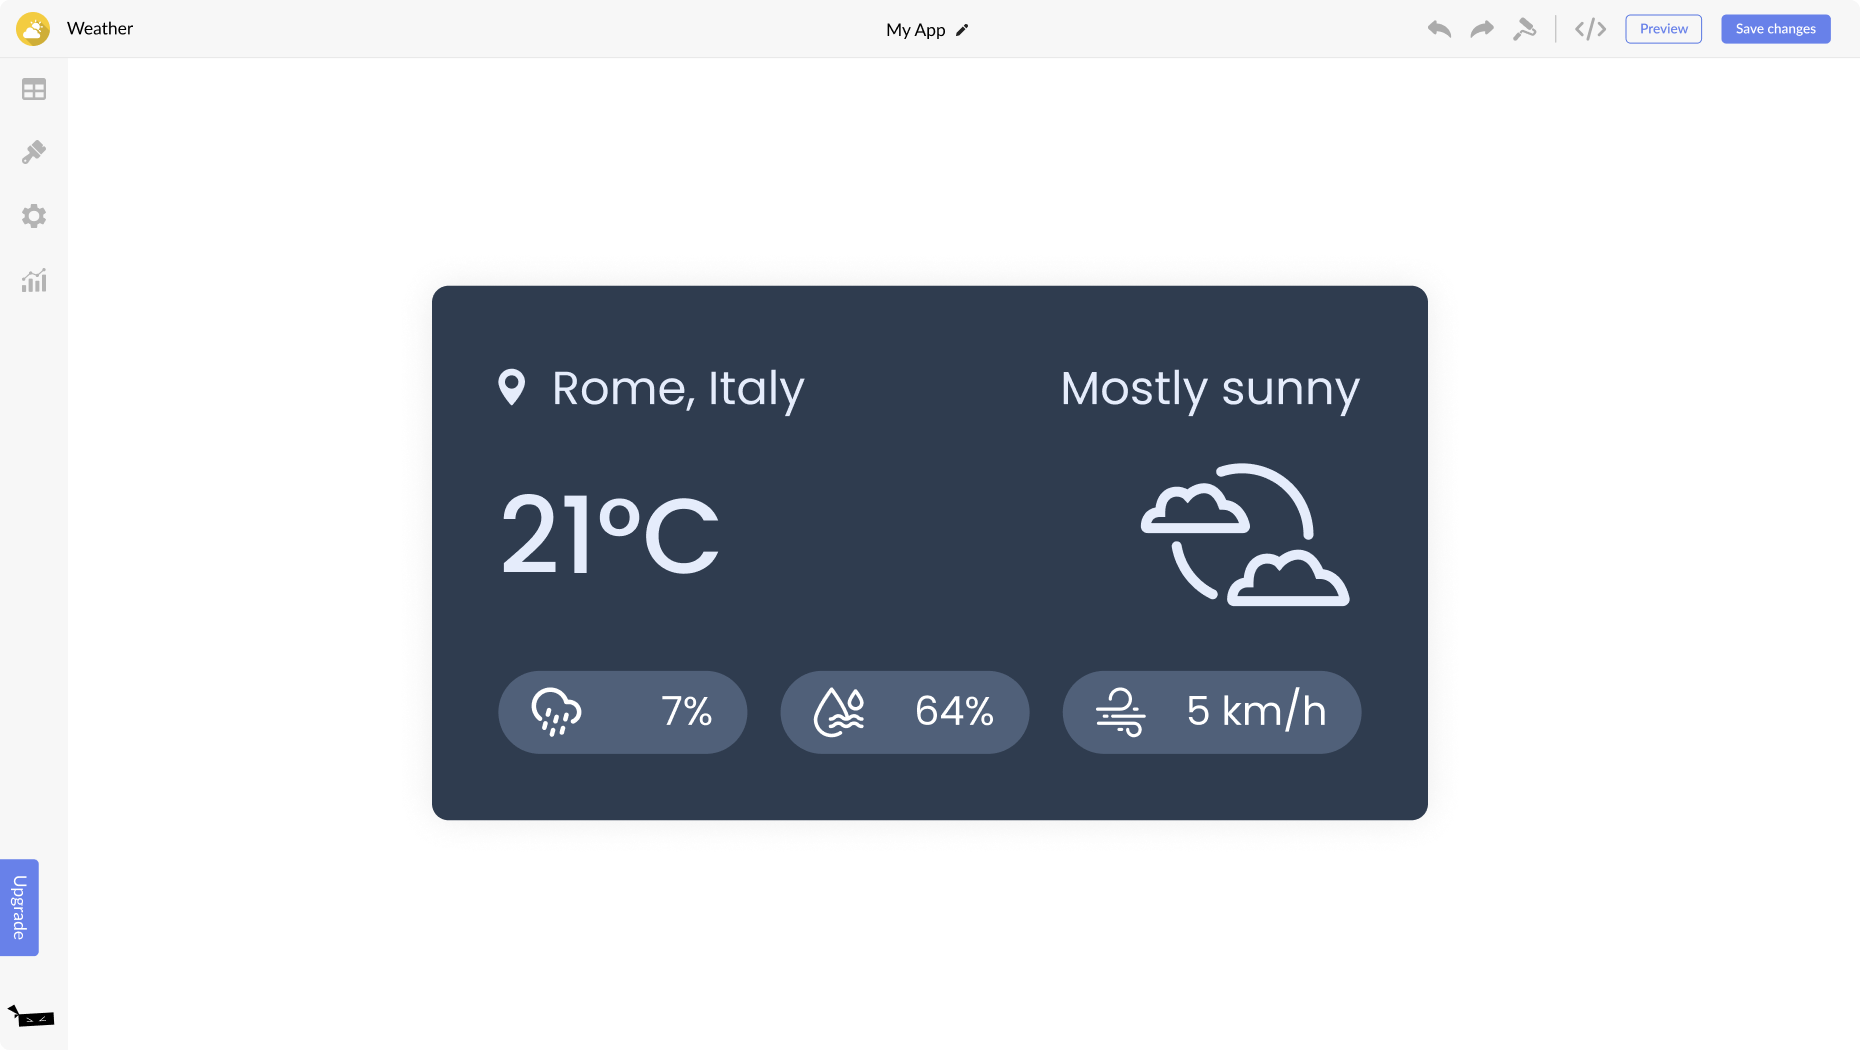 Weather
My App
Preview
Save changes
Rome, Italy
Mostly sunny
21°C
7%
64%
5 km/h
Upgrade